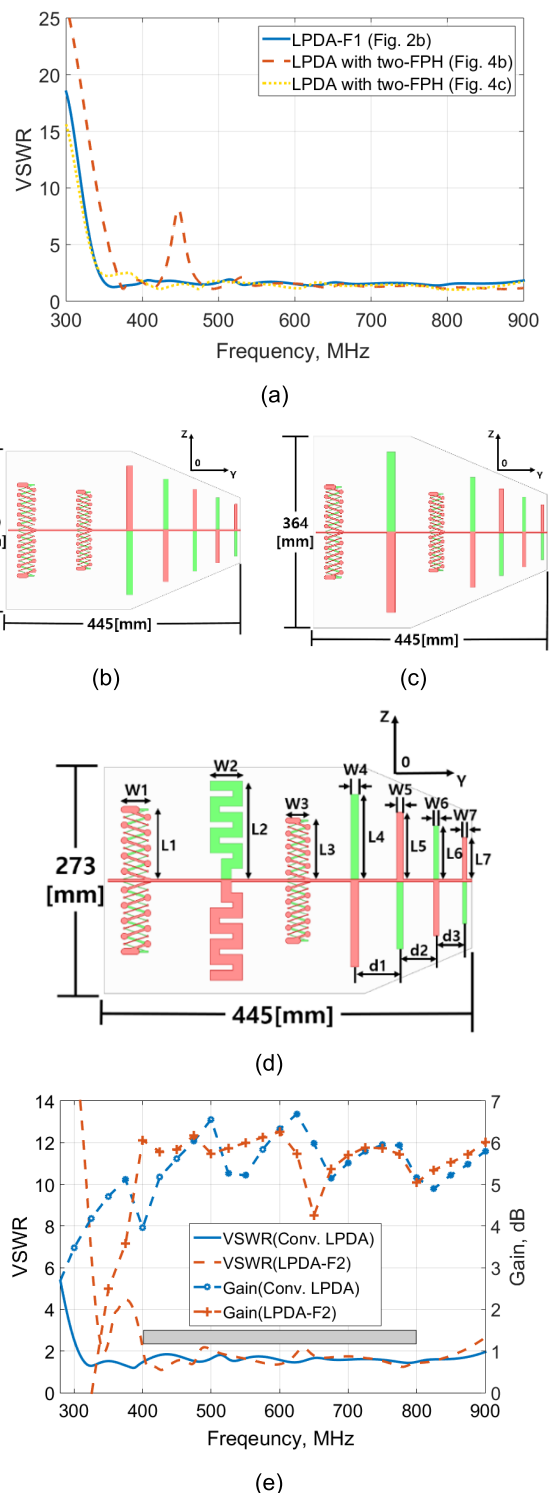 25
20
15
10
5
0
VSWR
LPDA-F1 (Fig. 2b)
LPDA with two-FPH (Fig. 4b)
LPDA with two-FPH (Fig. 4c)
300 400 500 600 700 800 900
Frequency, MHz
(a)
Z
0
Y
445[mm]
(b)
Z
0
Y
364
[mm]
445[mm]
(c)
Z
0
Y
W1
W2
W3
W4
W5
W6
W7
L1
L2
L3
L4
L5
L6
L7
d1
d2
d3
273
[mm]
445[mm]
(d)
14
12
10
8
6
4
2
0
VSWR
7
6
5
4
3
2
1
0
Gain, dB
VSWR(Conv. LPDA)
VSWR(LPDA-F2)
Gain(Conv. LPDA)
Gain(LPDA-F2)
300 400 500 600 700 800 900
Freqeuncy, MHz
(e)